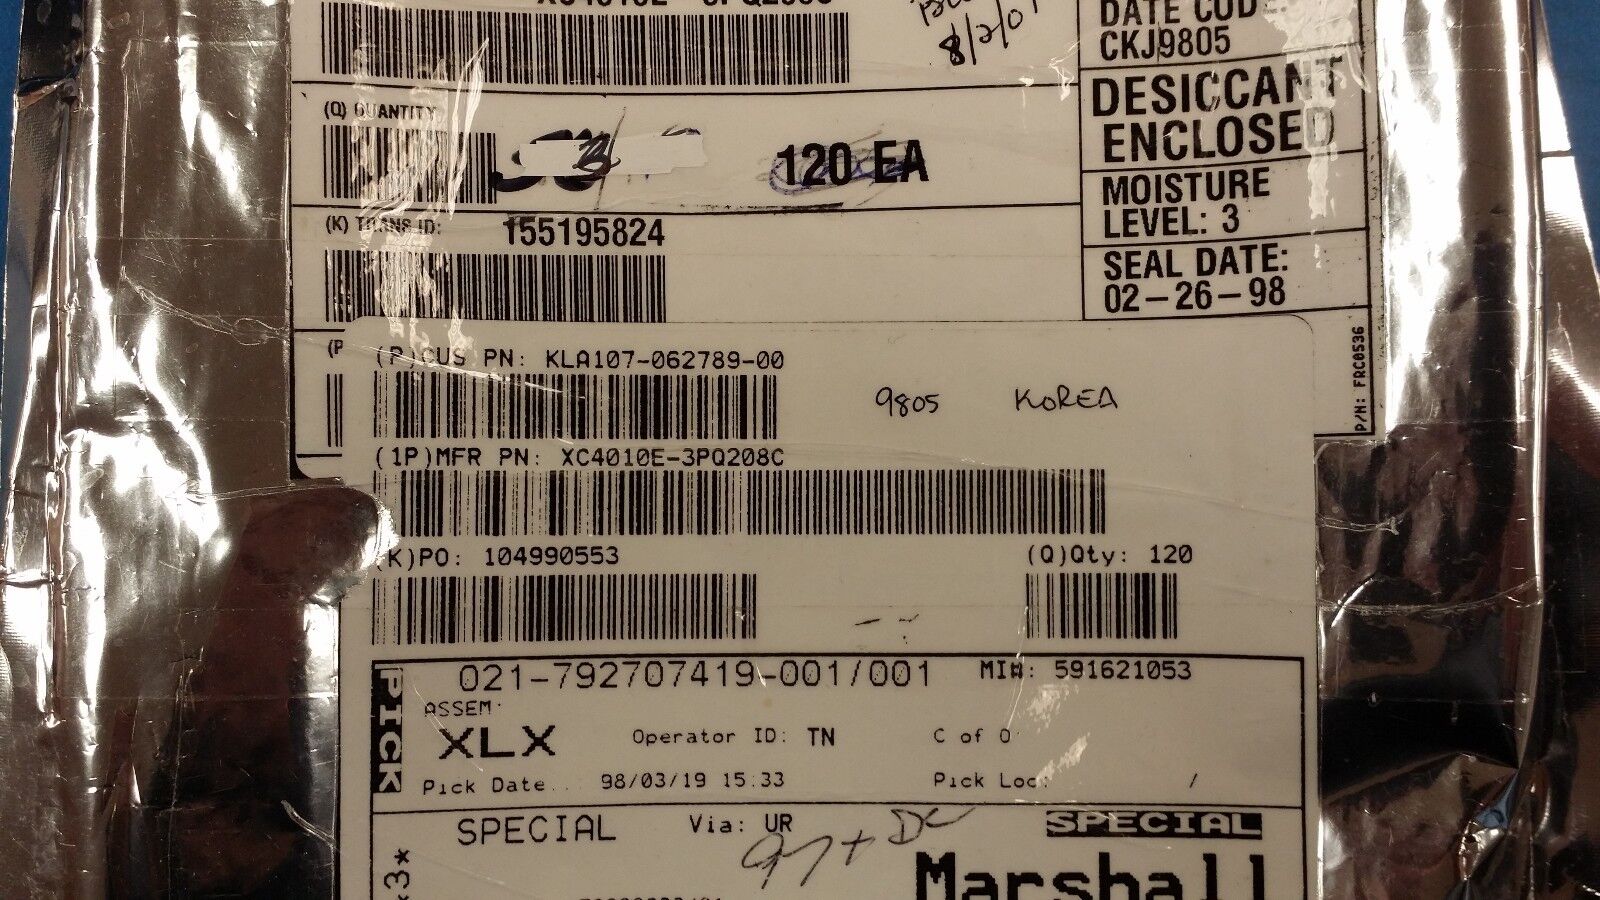 8/2/01
DATE CODE:
CKJ9805
DESICCANT
ENCLOSED
MOISTURE
LEVEL: 3
SEAL DATE:
02-26-98
(Q) QUANTITY
120 EA
(K) TRANS ID: 155195824
P/N: FRC0536
(P
(P)CUS PN: KLA107-062789-00
9805 KOREA
(1P)MFR PN: XC4010E-3PQ208C
(K)PO: 104990553 (Q)Qty: 120
PICK
021-792707419-001/001 MI#: 591621053
ASSEM:
XLX Operator ID: TN C of O:
Pick Date... 98/03/19 15:33 Pick Loc: /
SPECIAL Via: UR SPECIAL
Marshall
*3*